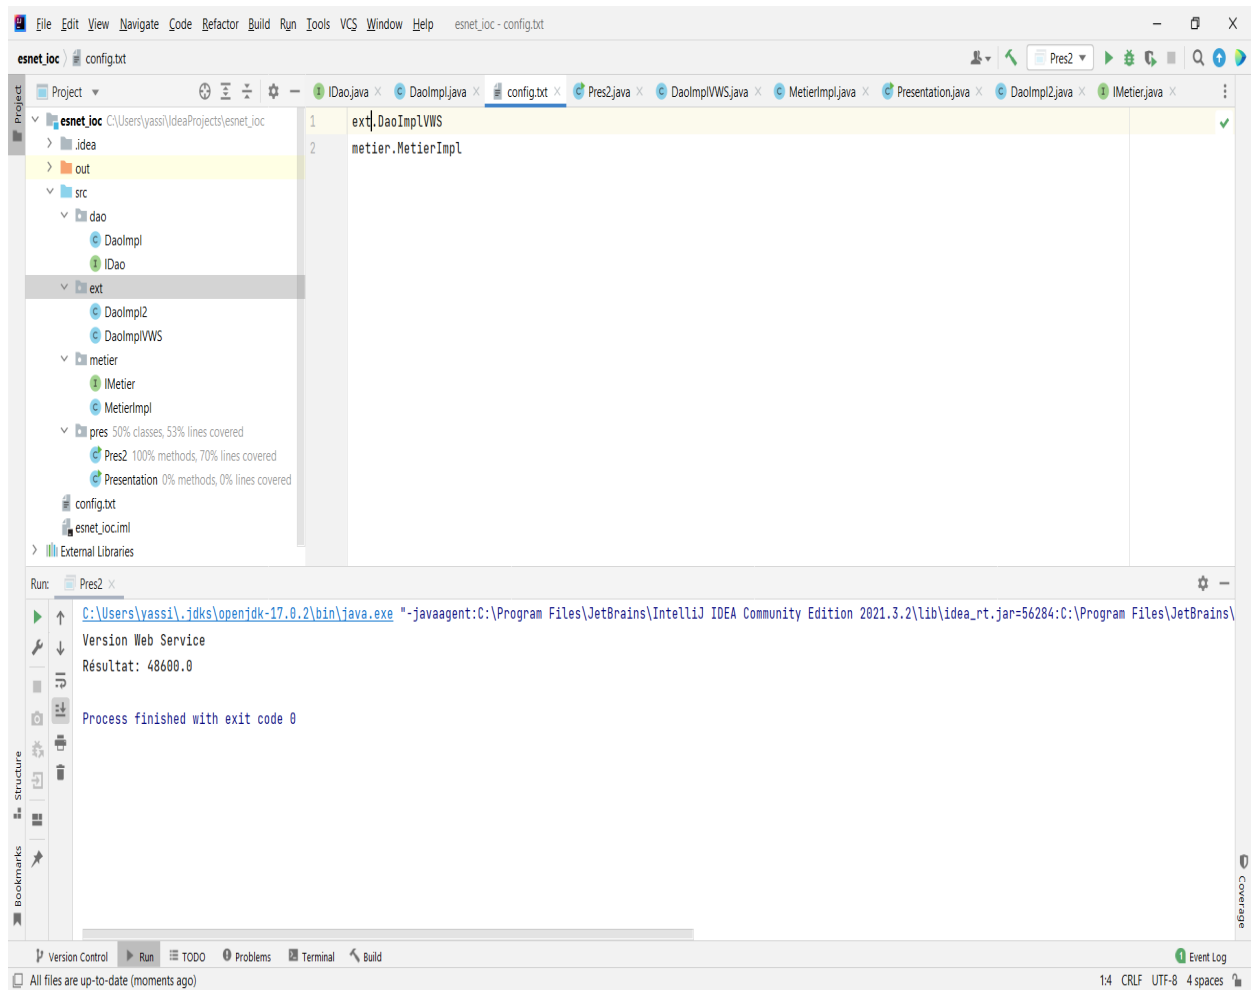 File Edit View Navigate Code Refactor Build Run Tools VCS Window Help esnet_ioc - config.txt
esnet_ioc config.txt Pres2
Project IDao.java DaoImpl.java config.txt Pres2.java DaoImplVWS.java MetierImpl.java Presentation.java DaoImpl2.java IMetier.java
Project
esnet_ioc C:\Users\yassi\IdeaProjects\esnet_ioc
.idea
out
src
dao
DaoImpl
IDao
ext
DaoImpl2
DaoImplVWS
metier
IMetier
MetierImpl
pres 50% classes, 53% lines covered
Pres2 100% methods, 70% lines covered
Presentation 0% methods, 0% lines covered
config.txt
esnet_ioc.iml
External Libraries
1 ext.DaoImplVWS
2 metier.MetierImpl
Run: Pres2
C:\Users\yassi\.jdks\openjdk-17.0.2\bin\java.exe "-javaagent:C:\Program Files\JetBrains\IntelliJ IDEA Community Edition 2021.3.2\lib\idea_rt.jar=56284:C:\Program Files\JetBrains\
Version Web Service
Résultat: 48600.0
Process finished with exit code 0
Structure
Bookmarks
Coverage
Version Control Run TODO Problems Terminal Build 1 Event Log
All files are up-to-date (moments ago) 1:4 CRLF UTF-8 4 spaces